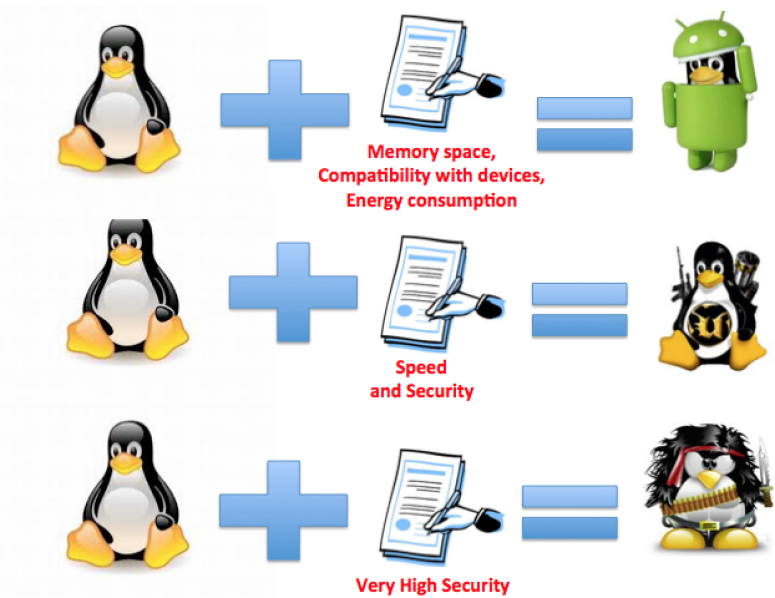 Memory space,
Compatibility with devices,
Energy consumption
Speed
and Security
Very High Security